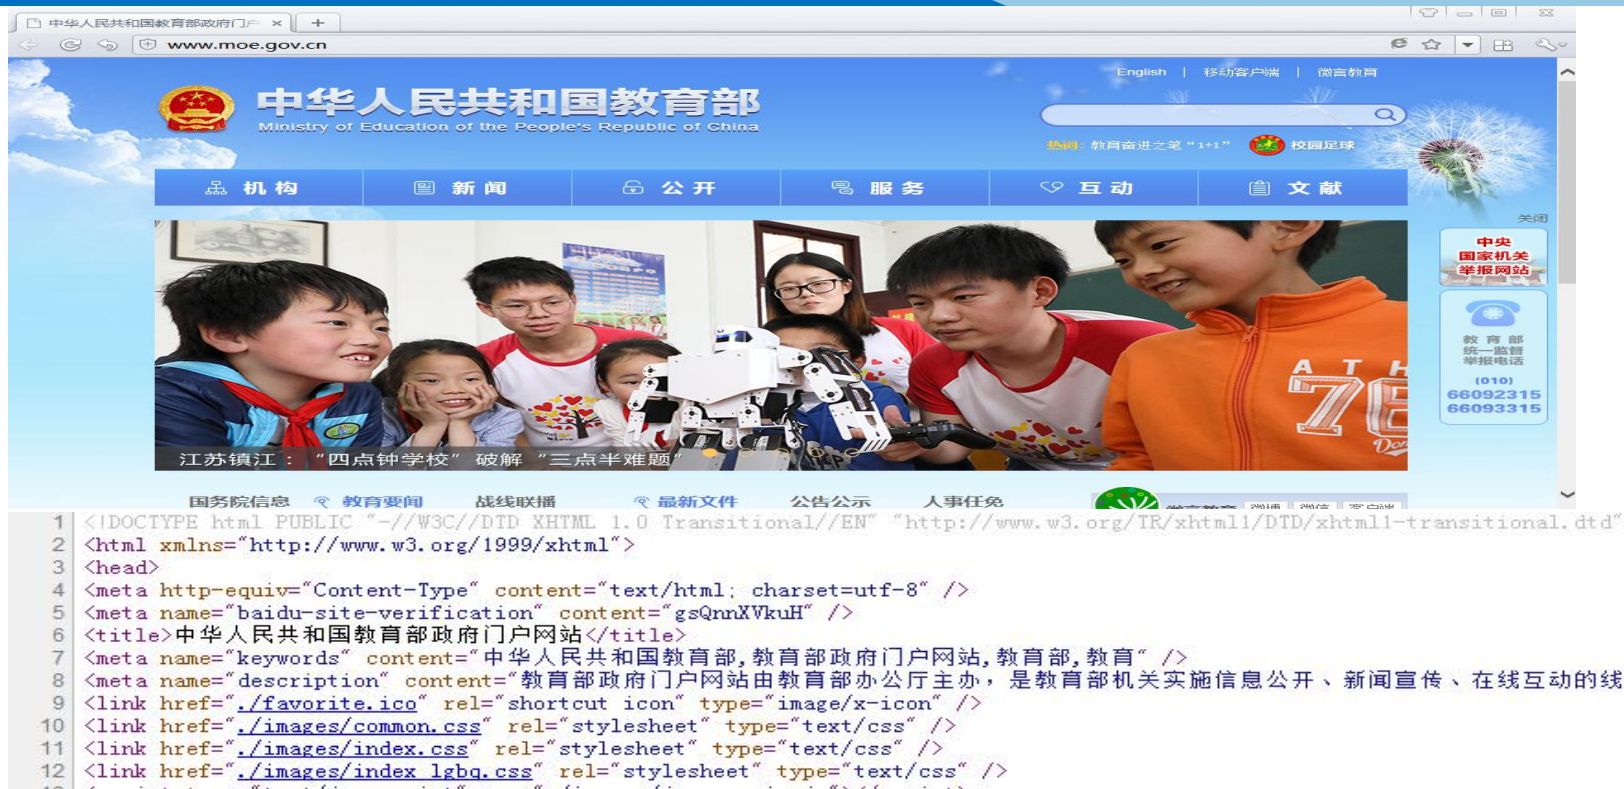 中华人民共和国教育部政府门户
www.moe.gov.cn
English | 移动客户端 | 微言教育
中华人民共和国教育部
Ministry of Education of the People's Republic of China
热词: 教育奋进之笔 "1+1" 校园足球
机构 新闻 公开 服务 互动 文献
关闭
中央
国家机关
举报网站
教育部
统一监督
举报电话
(010)
66092315
66093315
江苏镇江：“四点钟学校”破解“三点半难题”
国务院信息 教育要闻 战线联播 最新文件 公告公示 人事任免
微言教育 微博 微信 客户端
1 <!DOCTYPE html PUBLIC "-//W3C//DTD XHTML 1.0 Transitional//EN" "http://www.w3.org/TR/xhtml1/DTD/xhtml1-transitional.dtd"
2 <html xmlns="http://www.w3.org/1999/xhtml">
3 <head>
4 <meta http-equiv="Content-Type" content="text/html; charset=utf-8" />
5 <meta name="baidu-site-verification" content="gsQnnXVkuH" />
6 <title>中华人民共和国教育部政府门户网站</title>
7 <meta name="keywords" content="中华人民共和国教育部,教育部政府门户网站,教育部,教育" />
8 <meta name="description" content="教育部政府门户网站由教育部办公厅主办，是教育部机关实施信息公开、新闻宣传、在线互动的线
9 <link href="./favorite.ico" rel="shortcut icon" type="image/x-icon" />
10 <link href="./images/common.css" rel="stylesheet" type="text/css" />
11 <link href="./images/index.css" rel="stylesheet" type="text/css" />
12 <link href="./images/index_lgbq.css" rel="stylesheet" type="text/css" />